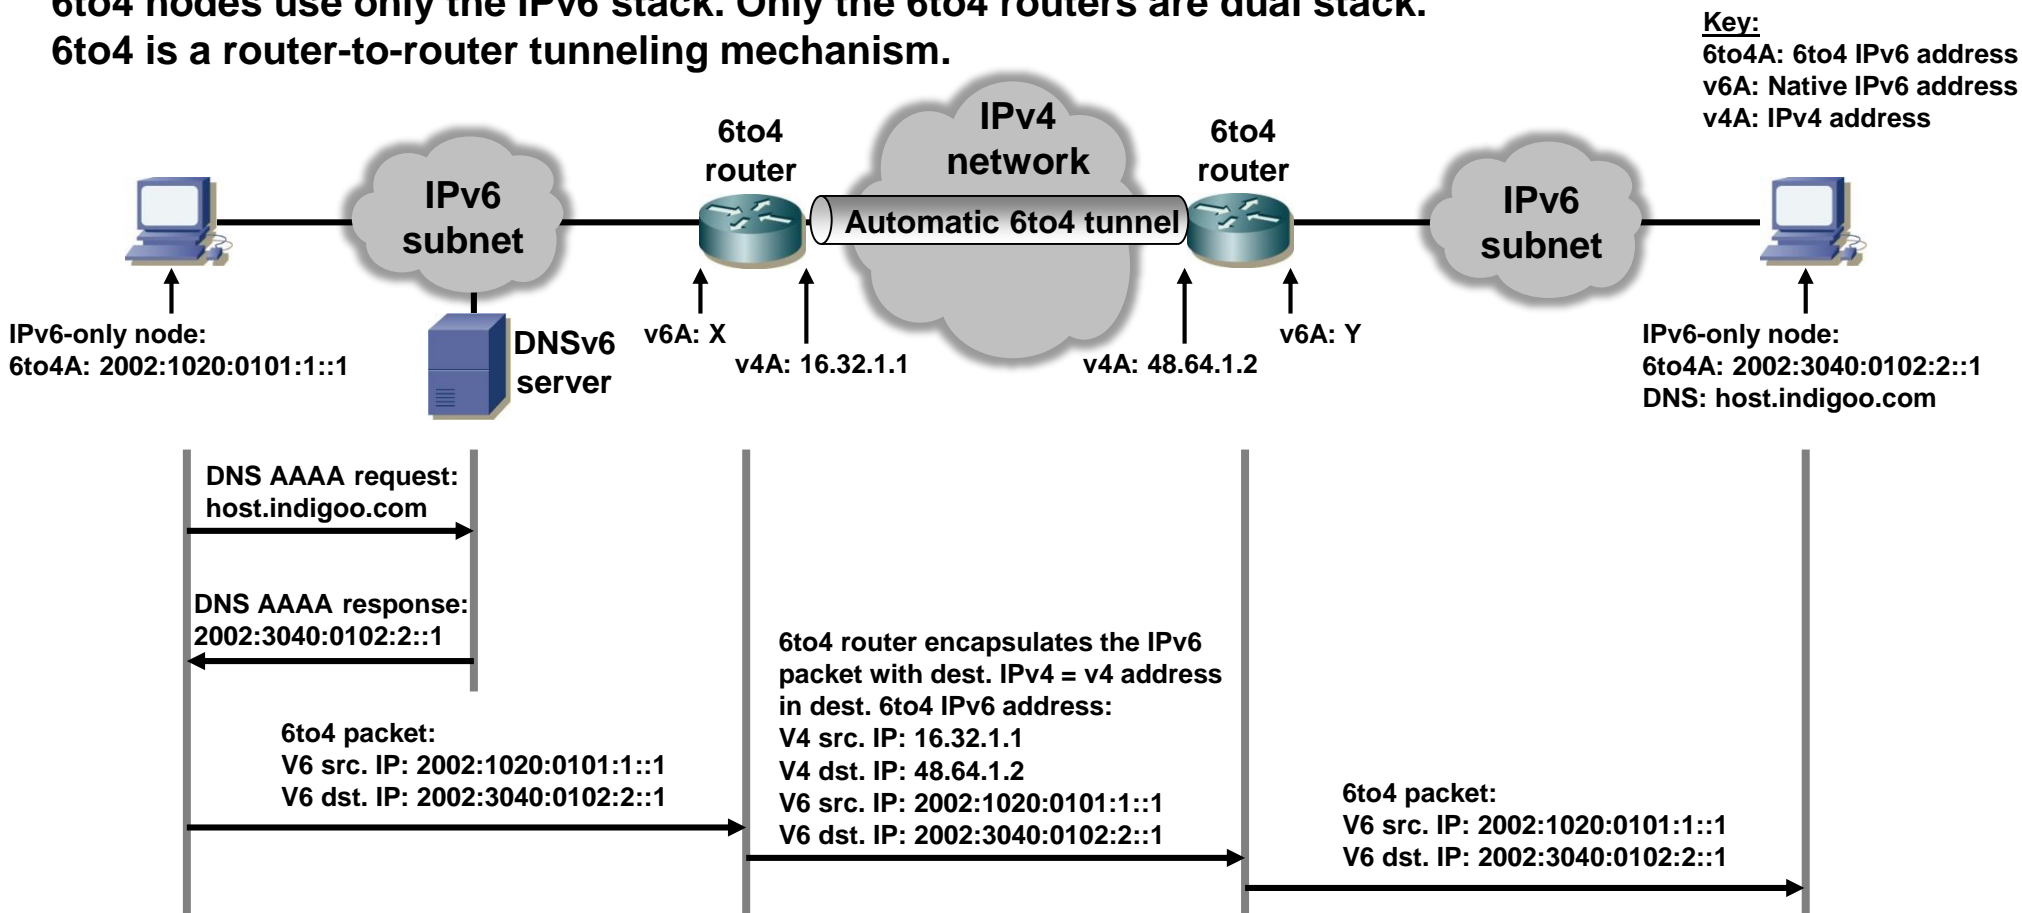 6to4 nodes use only the IPv6 stack. Only the 6to4 routers are dual stack.
6to4 is a router-to-router tunneling mechanism.
Key:
6to4A: 6to4 IPv6 address
v6A: Native IPv6 address
v4A: IPv4 address
IPv6
subnet
6to4
router
IPv4
network
Automatic 6to4 tunnel
6to4
router
IPv6
subnet
IPv6-only node:
6to4A: 2002:1020:0101:1::1
DNSv6
server
v6A: X
v4A: 16.32.1.1
v4A: 48.64.1.2
v6A: Y
IPv6-only node:
6to4A: 2002:3040:0102:2::1
DNS: host.indigoo.com
DNS AAAA request:
host.indigoo.com
DNS AAAA response:
2002:3040:0102:2::1
6to4 packet:
V6 src. IP: 2002:1020:0101:1::1
V6 dst. IP: 2002:3040:0102:2::1
6to4 router encapsulates the IPv6
packet with dest. IPv4 = v4 address
in dest. 6to4 IPv6 address:
V4 src. IP: 16.32.1.1
V4 dst. IP: 48.64.1.2
V6 src. IP: 2002:1020:0101:1::1
V6 dst. IP: 2002:3040:0102:2::1
6to4 packet:
V6 src. IP: 2002:1020:0101:1::1
V6 dst. IP: 2002:3040:0102:2::1